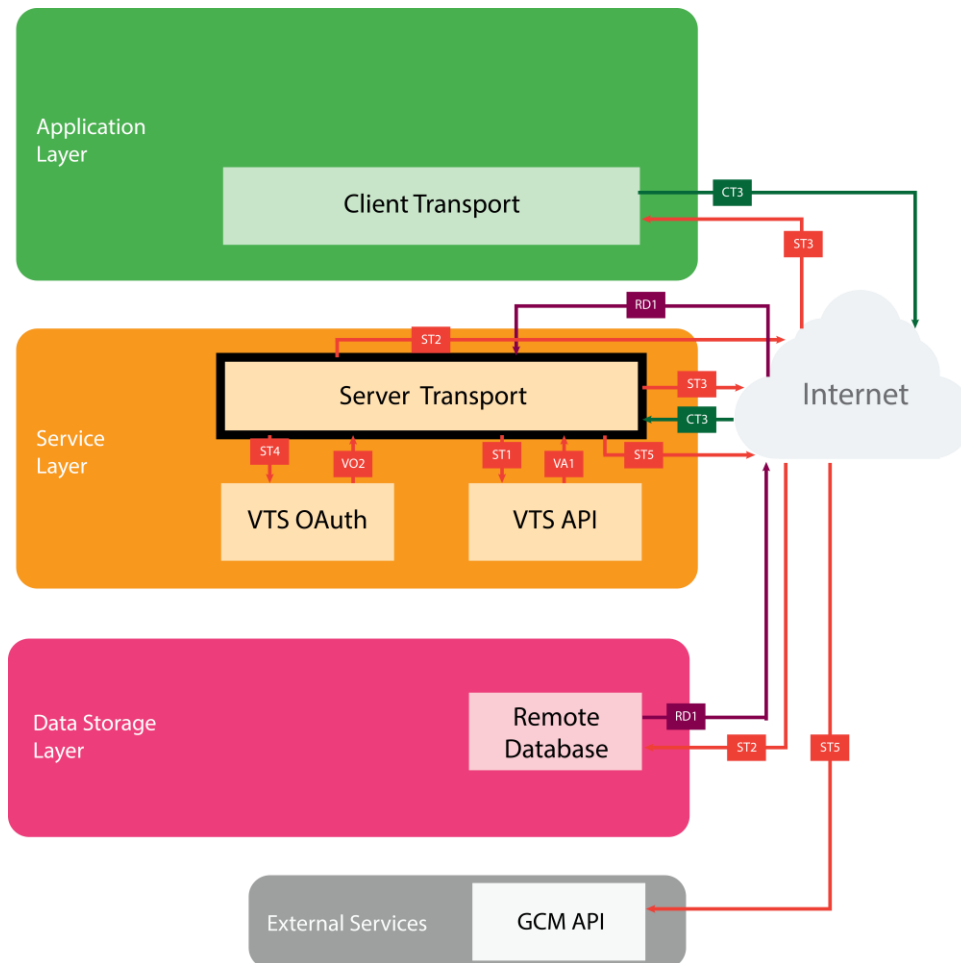 Application
Layer
Client Transport
CT3
ST3
RD1
ST2
Server Transport
ST3
CT3
Internet
Service
Layer
ST4
VO2
ST1
VA1
ST5
VTS OAuth
VTS API
Data Storage
Layer
Remote
Database
RD1
ST2
ST5
External Services
GCM API